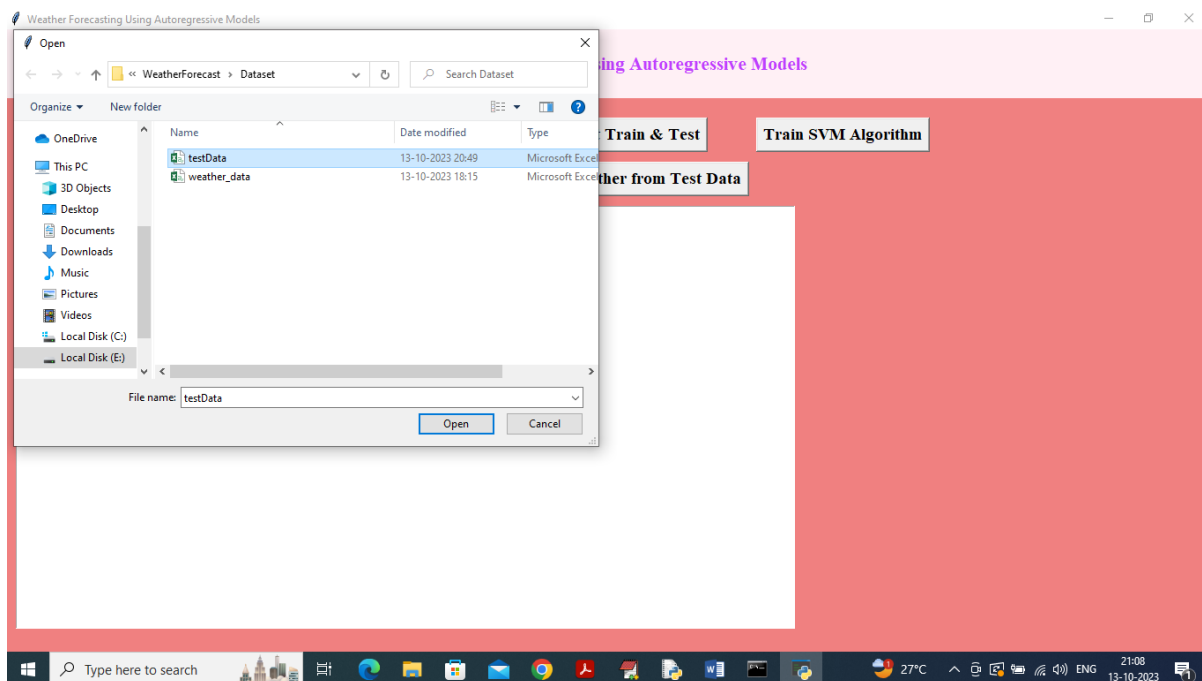 Weather Forecasting Using Autoregressive Models
Open
ing Autoregressive Models
« WeatherForecast › Dataset
Search Dataset
Organize
New folder
Train & Test
Train SVM Algorithm
ther from Test Data
Name
Date modified
Type
testData
13-10-2023 20:49
Microsoft Excel
weather_data
13-10-2023 18:15
Microsoft Excel
OneDrive
This PC
3D Objects
Desktop
Documents
Downloads
Music
Pictures
Videos
Local Disk (C:)
Local Disk (E:)
File name: testData
Open
Cancel
Type here to search
27°C
ENG
21:08
13-10-2023